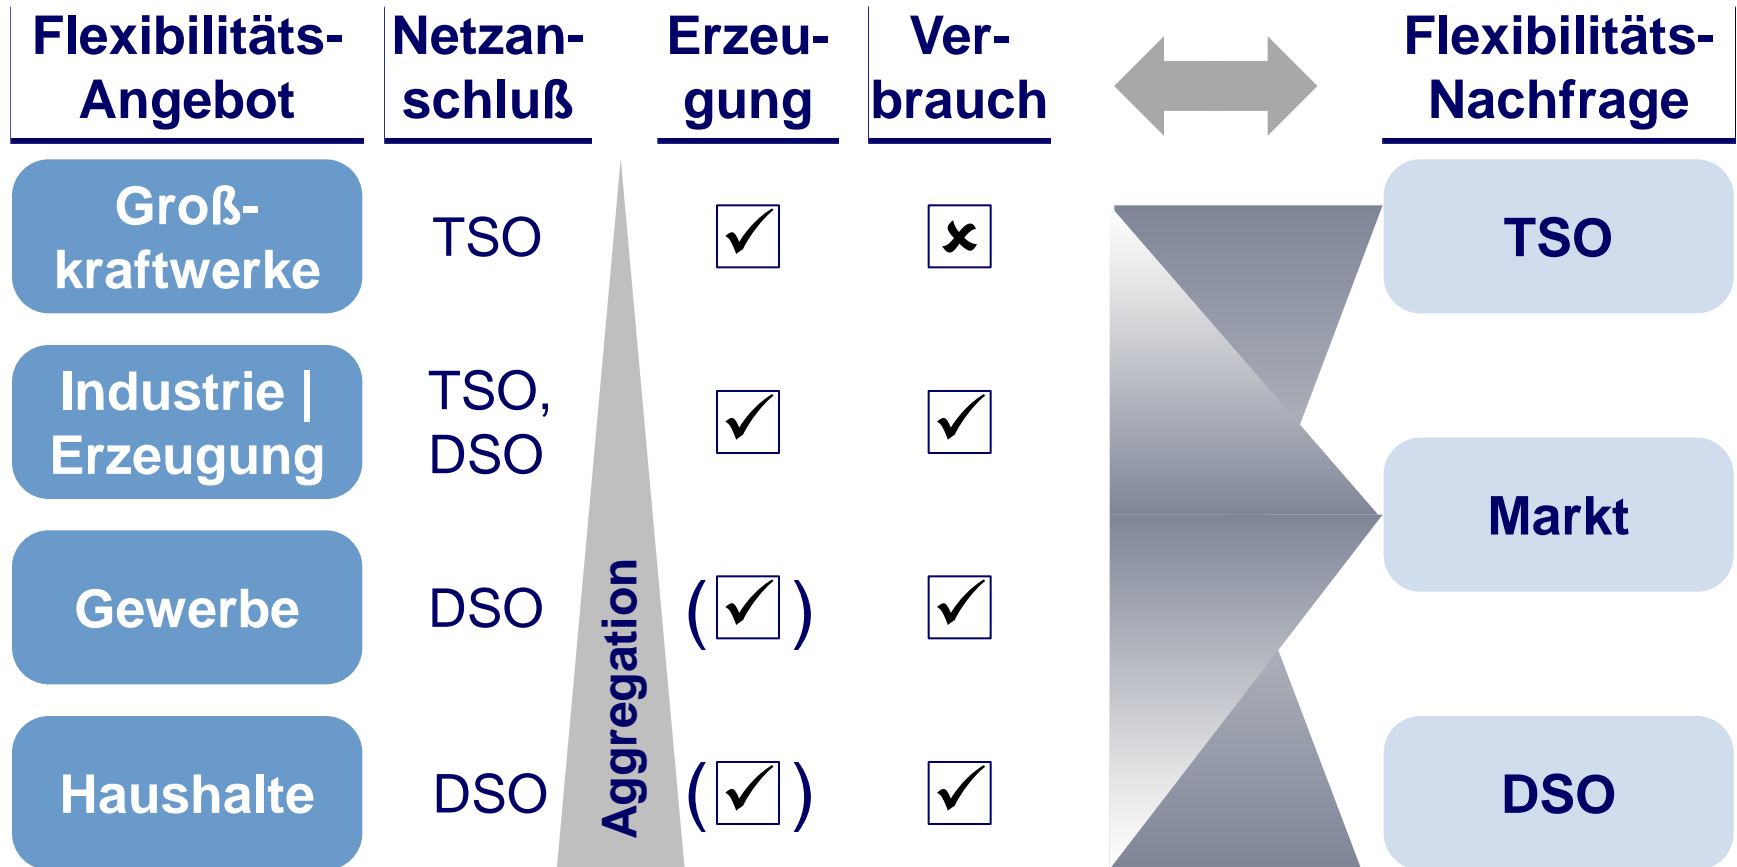 Flexibilitäts-
Angebot
Netzan-
schluß
Erzeu-
gung
Ver-
brauch
Flexibilitäts-
Nachfrage
Groß-
kraftwerke
TSO
TSO
Industrie |
Erzeugung
TSO,
DSO
Markt
Gewerbe
DSO
( )
Haushalte
DSO
( )
DSO
Aggregation